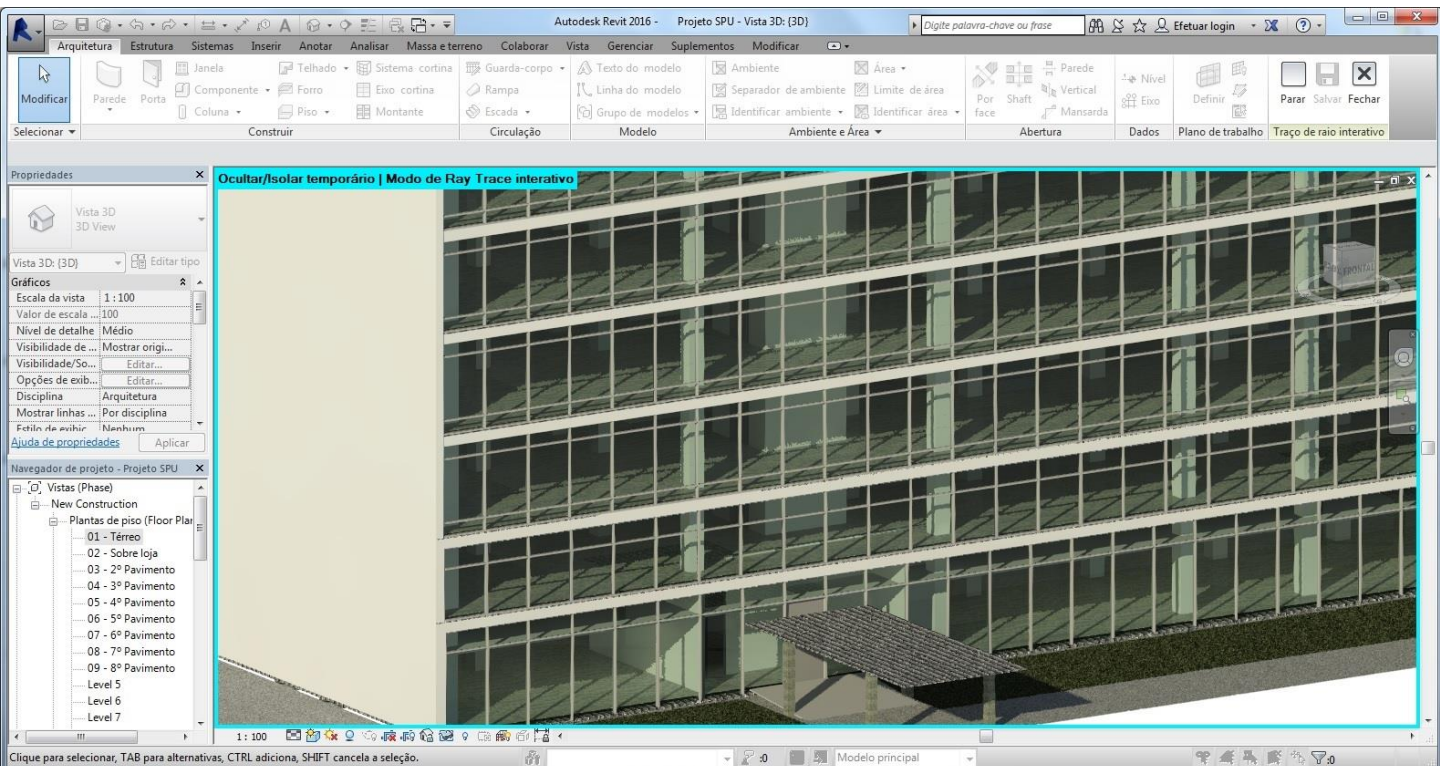 Autodesk Revit 2016 - Projeto SPU - Vista 3D: {3D}
Digite palavra-chave ou frase
Efetuar login
Arquitetura Estrutura Sistemas Inserir Anotar Analisar Massa e terreno Colaborar Vista Gerenciar Suplementos Modificar
Modificar
Parede
Porta
Janela
Componente
Coluna
Telhado
Forro
Piso
Sistema cortina
Eixo cortina
Montante
Guarda-corpo
Rampa
Escada
Texto do modelo
Linha do modelo
Grupo de modelos
Ambiente
Separador de ambiente
Identificar ambiente
Área
Limite de área
Identificar área
Por face
Shaft
Parede
Vertical
Mansarda
Nível
Eixo
Definir
Parar Salvar Fechar
Selecionar Construir Circulação Modelo Ambiente e Área Abertura Dados Plano de trabalho Traço de raio interativo
Propriedades
Vista 3D
3D View
Vista 3D: {3D} Editar tipo
Gráficos
Escala da vista 1 : 100
Valor de escala ... 100
Nível de detalhe Médio
Visibilidade de ... Mostrar origi...
Visibilidade/So... Editar...
Opções de exib... Editar...
Disciplina Arquitetura
Mostrar linhas ... Por disciplina
Estilo de exibic Nenhum
Ajuda de propriedades Aplicar
Navegador de projeto - Projeto SPU
Vistas (Phase)
New Construction
Plantas de piso (Floor Plar
01 - Térreo
02 - Sobre loja
03 - 2º Pavimento
04 - 3º Pavimento
05 - 4º Pavimento
06 - 5º Pavimento
07 - 6º Pavimento
08 - 7º Pavimento
09 - 8º Pavimento
Level 5
Level 6
Level 7
Ocultar/Isolar temporário | Modo de Ray Trace interativo
FRONTAL
1 : 100
Clique para selecionar, TAB para alternativas, CTRL adiciona, SHIFT cancela a seleção.
:0
Modelo principal
:0